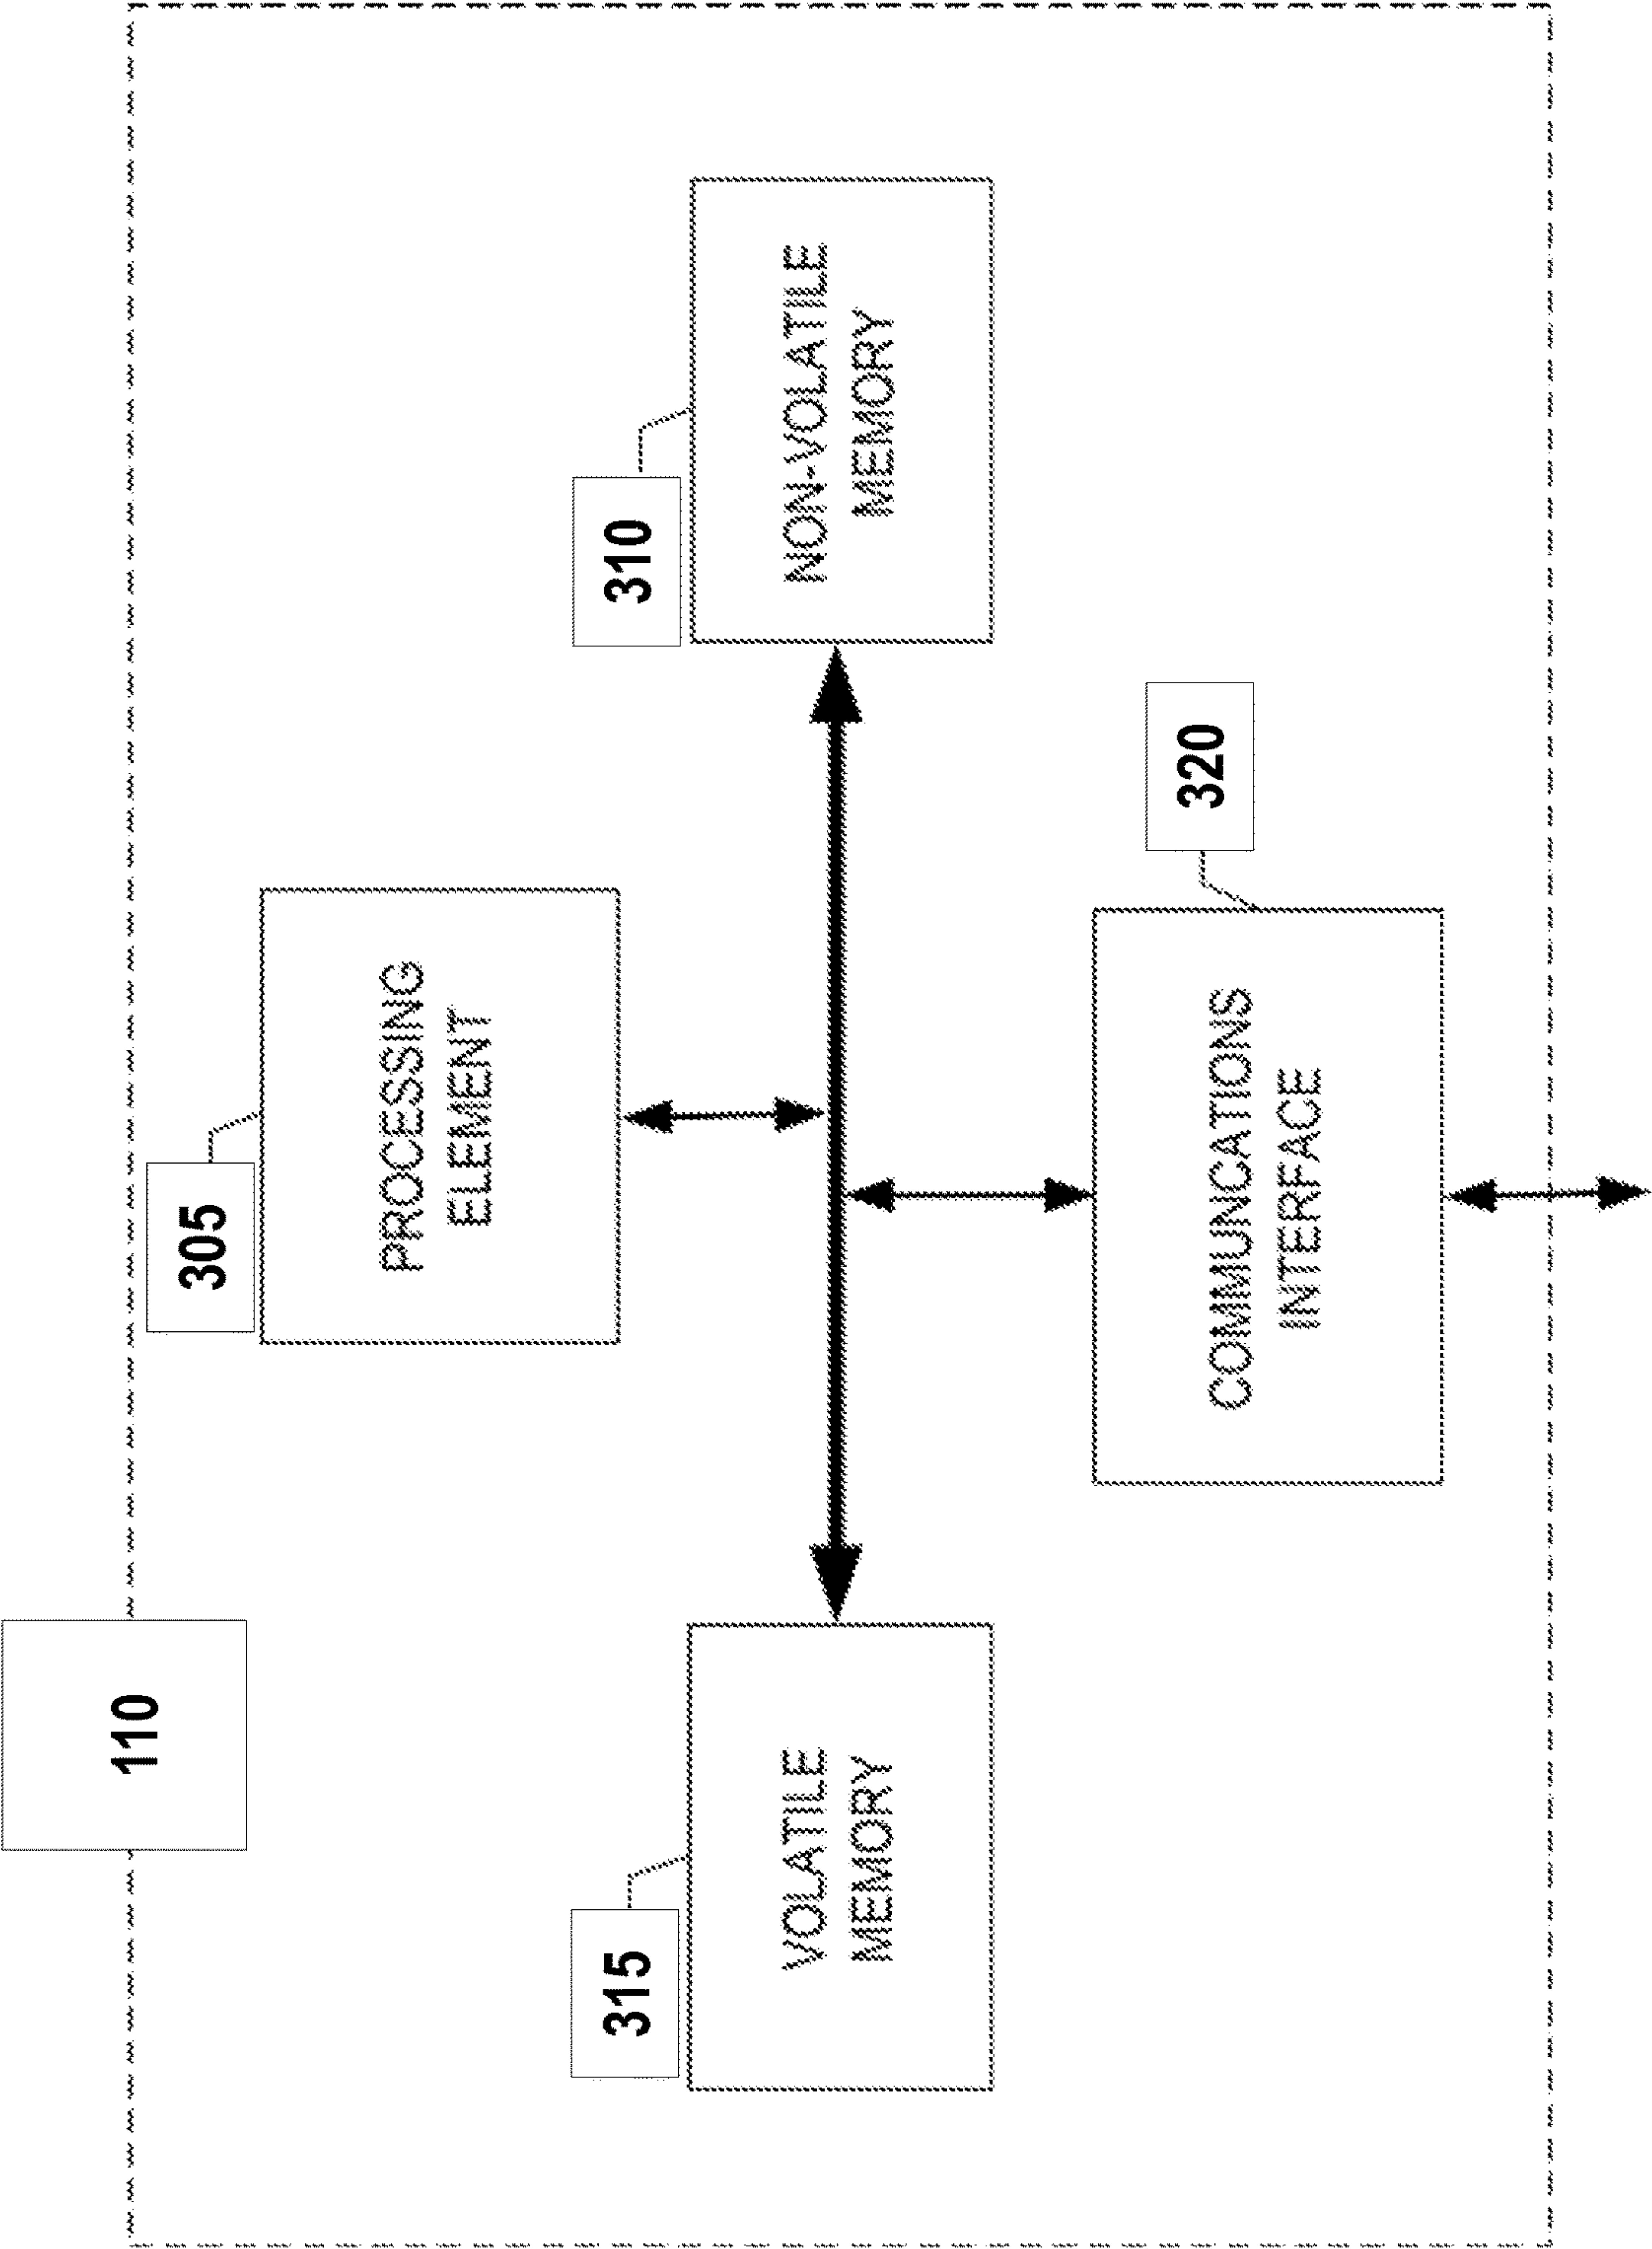 110
305
PROCESSING
ELEMENT
315
VOLATILE
MEMORY
310
NON-VOLATILE
MEMORY
320
COMMUNCATIONS
INTERFACE